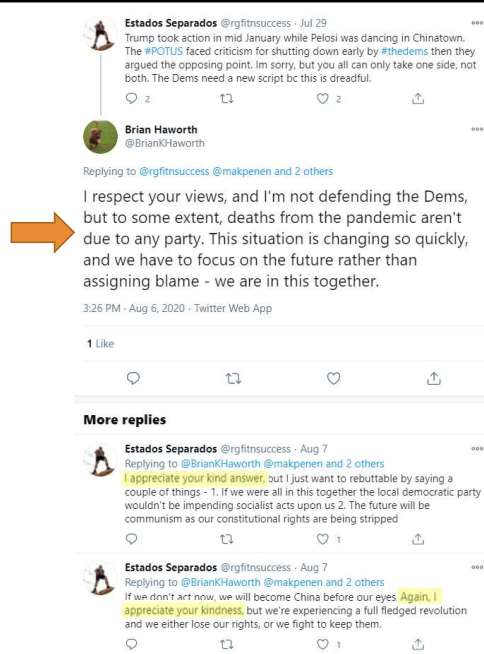 Estados Separados @rgfitnsuccess · Jul 29
Trump took action in mid January while Pelosi was dancing in Chinatown.
The #POTUS faced criticism for shutting down early by #thedems then they
argued the opposing point. Im sorry, but you all can only take one side, not
both. The Dems need a new script bc this is dreadful.
2 2
Brian Haworth
@BrianKHaworth
Replying to @rgfitnsuccess @makpenen and 2 others
I respect your views, and I'm not defending the Dems,
but to some extent, deaths from the pandemic aren't
due to any party. This situation is changing so quickly,
and we have to focus on the future rather than
assigning blame - we are in this together.
3:26 PM · Aug 6, 2020 · Twitter Web App
1 Like
More replies
Estados Separados @rgfitnsuccess · Aug 7
Replying to @BrianKHaworth @makpenen and 2 others
I appreciate your kind answer, but I just want to rebuttable by saying a
couple of things - 1. If we were all in this together the local democratic party
wouldn't be impending socialist acts upon us 2. The future will be
communism as our constitutional rights are being stripped
1
Estados Separados @rgfitnsuccess · Aug 7
Replying to @BrianKHaworth @makpenen and 2 others
If we don't act now, we will become China before our eyes Again, I
appreciate your kindness, but we're experiencing a full fledged revolution
and we either lose our rights, or we fight to keep them.
1